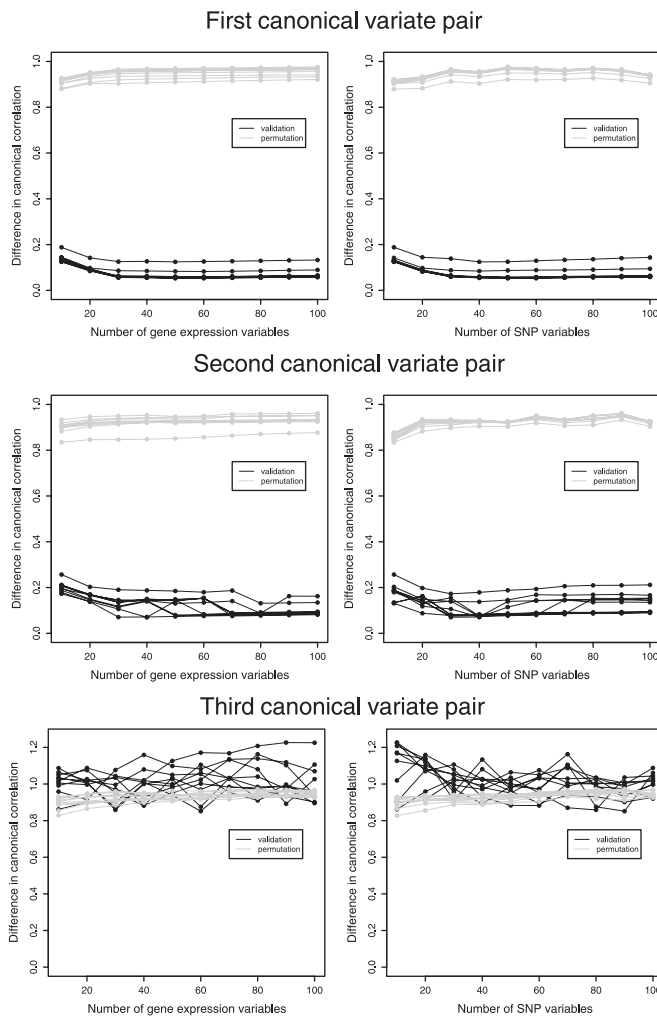 First canonical variate pair
Difference in canonical correlation
0.0 0.2 0.4 0.6 0.8 1.0
validation
permutation
20 40 60 80 100
Number of gene expression variables
Difference in canonical correlation
0.0 0.2 0.4 0.6 0.8 1.0
validation
permutation
20 40 60 80 100
Number of SNP variables
Second canonical variate pair
Difference in canonical correlation
0.0 0.2 0.4 0.6 0.8 1.0
validation
permutation
20 40 60 80 100
Number of gene expression variables
Difference in canonical correlation
0.0 0.2 0.4 0.6 0.8 1.0
validation
permutation
20 40 60 80 100
Number of SNP variables
Third canonical variate pair
Difference in canonical correlation
0.0 0.2 0.4 0.6 0.8 1.0 1.2
validation
permutation
20 40 60 80 100
Number of gene expression variables
Difference in canonical correlation
0.0 0.2 0.4 0.6 0.8 1.0 1.2
validation
permutation
20 40 60 80 100
Number of SNP variables